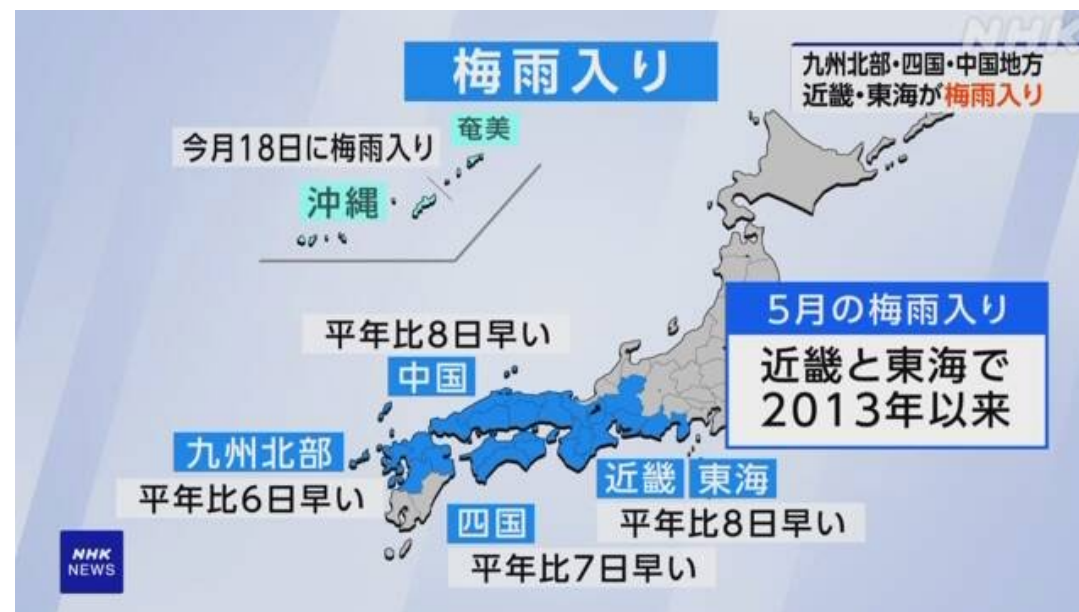 NHK
梅雨入り
九州北部・四国・中国地方
近畿・東海が梅雨入り
奄美
今月18日に梅雨入り
沖縄
5月の梅雨入り
近畿と東海で
2013年以来
平年比8日早い
中国
九州北部
平年比6日早い
近畿 東海
平年比8日早い
四国
平年比7日早い
NHK
NEWS